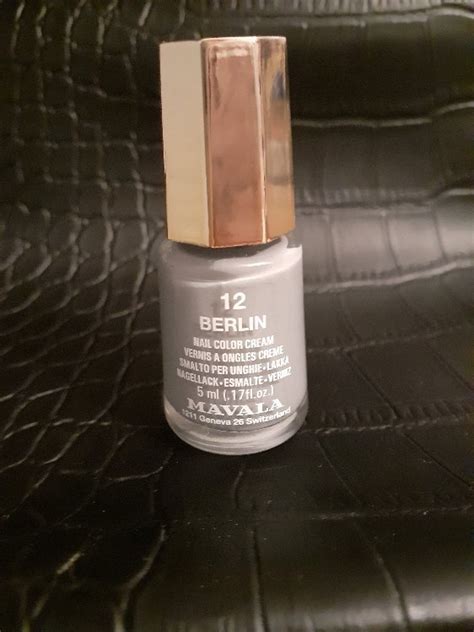 12
BERLIN
NAIL COLOR CREAM
VERNIS A ONGLES CREME
SMALTO PER UNGHIE•LAKKA
NAGELLACK•ESMALTE•VERNIZ
5 ml (.17fl.oz.)
MAVALA
1211 Geneva 26 Switzerland